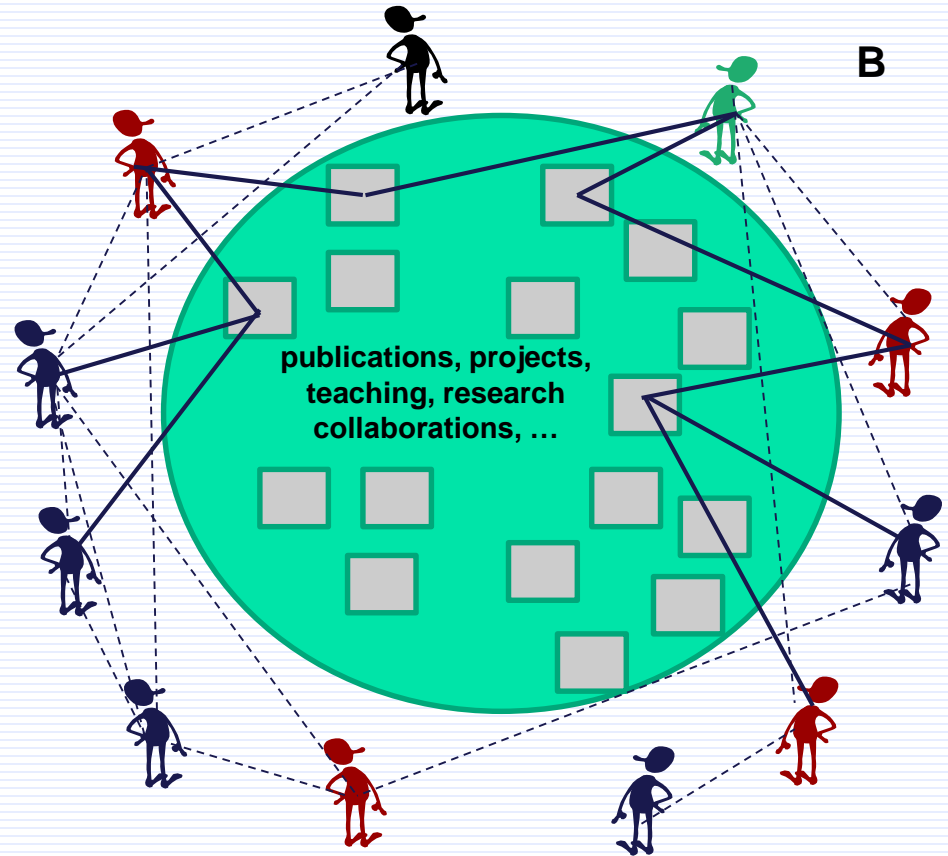 B
publications, projects,
teaching, research
collaborations, …